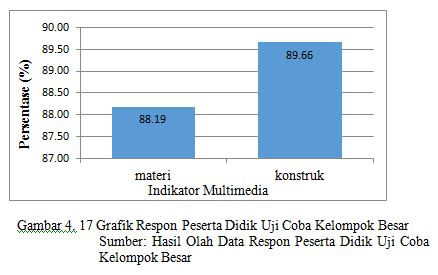 90.00
89.50
89.00
88.50
88.00
87.50
87.00
Persentase (%)
88.19
89.66
materi konstruk
Indikator Multimedia
Gambar 4. 17 Grafik Respon Peserta Didik Uji Coba Kelompok Besar
Sumber: Hasil Olah Data Respon Peserta Didik Uji Coba
Kelompok Besar